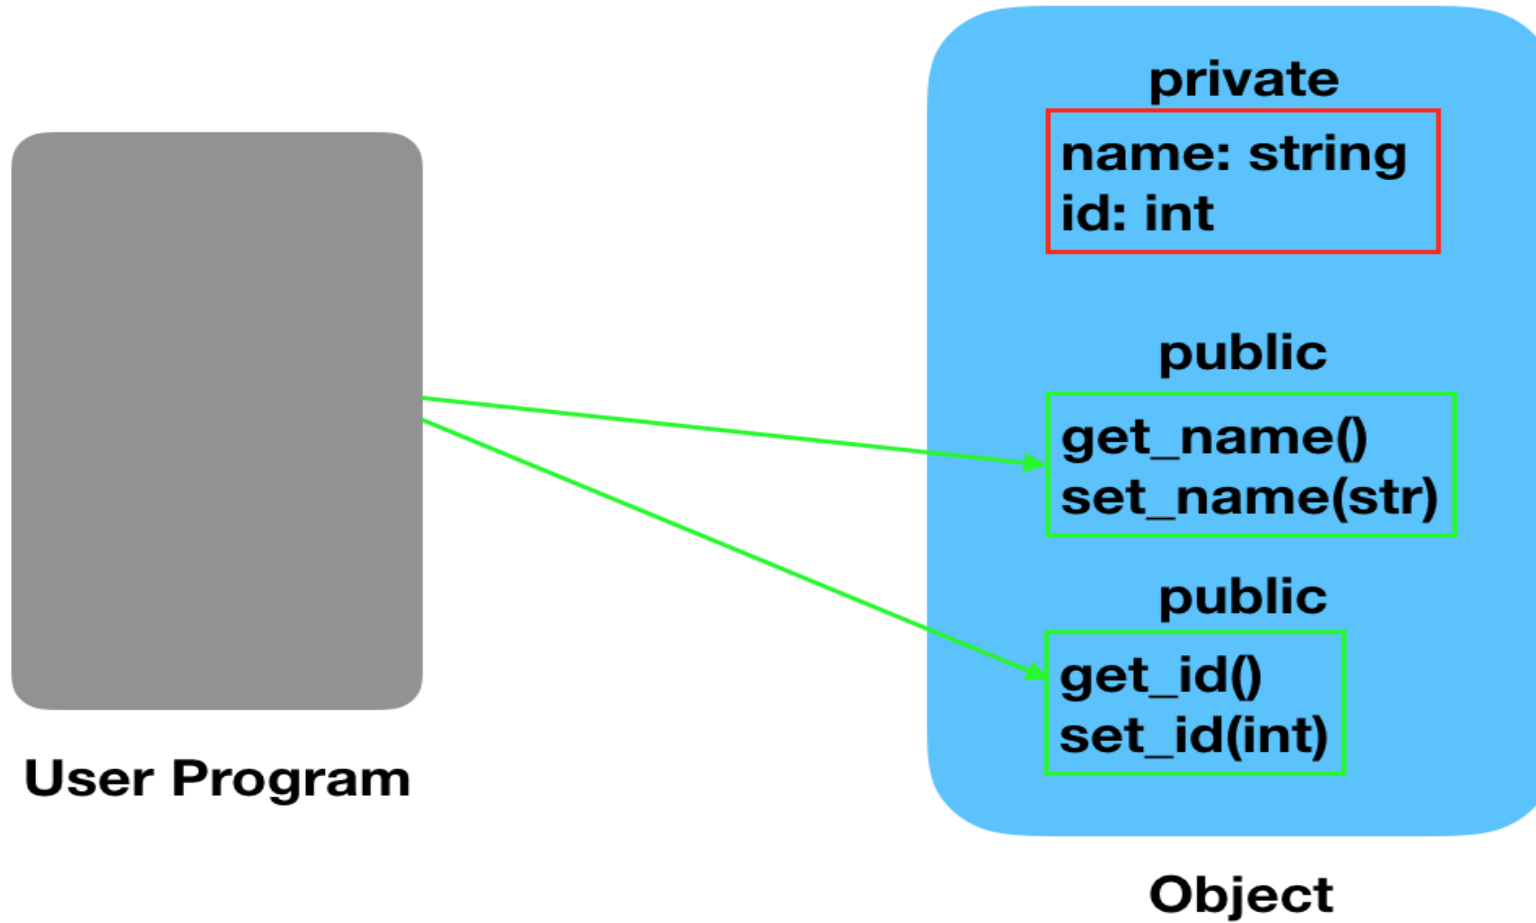 private
name: string
id: int
public
get_name()
set_name(str)
public
get_id()
set_id(int)
User Program
Object